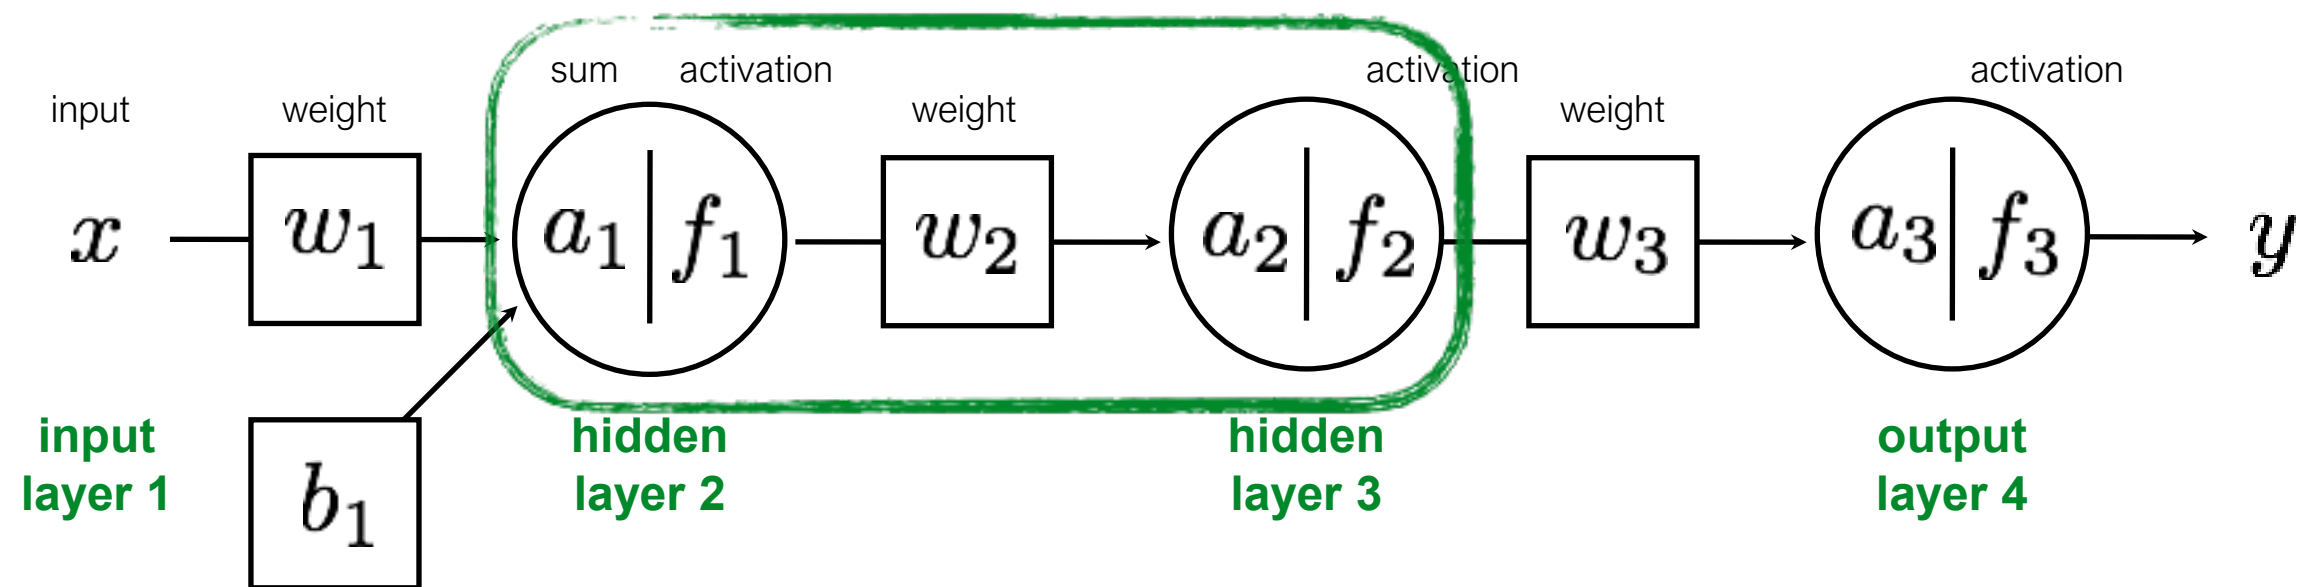 sum activation activation activation
input weight weight weight
x w1 a1 f1 w2 a2 f2 w3 a3 f3 y
input hidden hidden output
layer 1 layer 2 layer 3 layer 4
b1